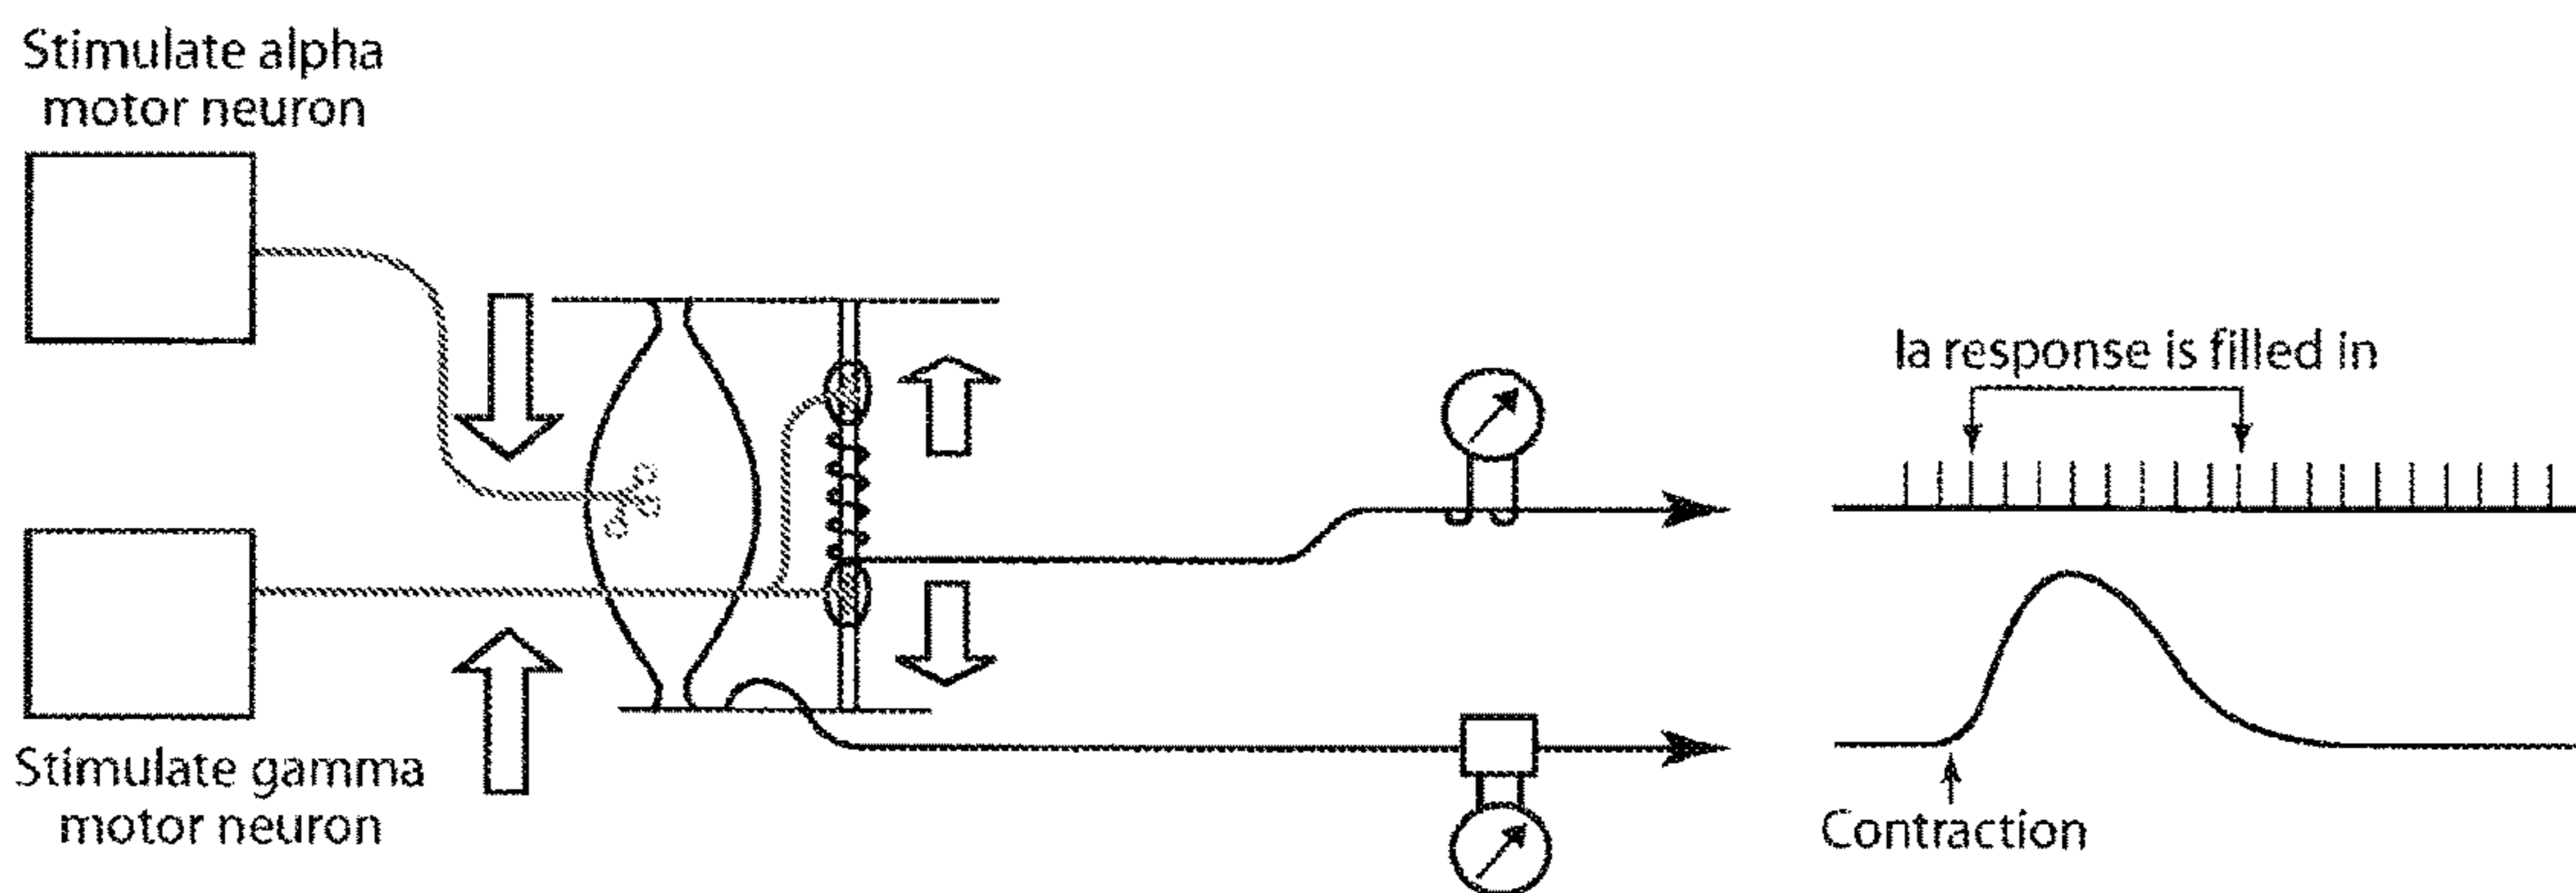 Stimulate alpha
motor neuron
Ia response is filled in
Stimulate gamma
motor neuron
Contraction